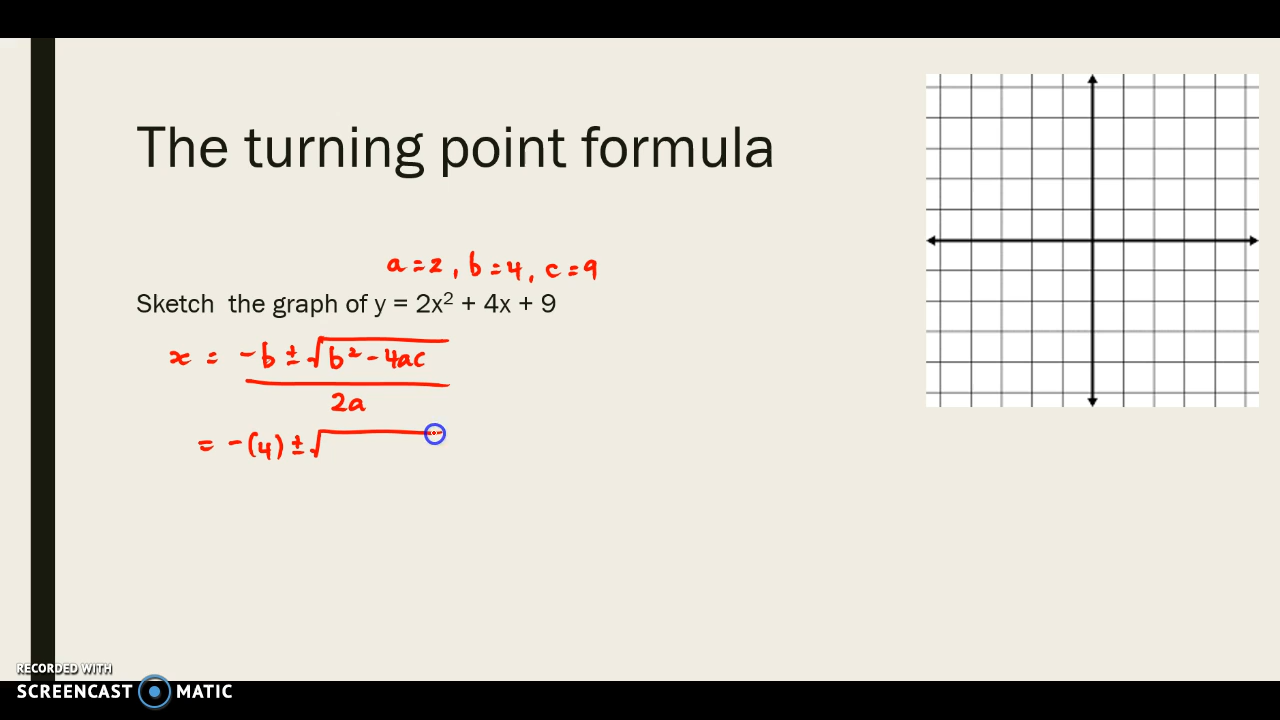 The turning point formula
a = 2, b = 4, c = 9
Sketch the graph of y = 2x² + 4x + 9
x = -b ± √b² - 4ac
2a
= -(4) ± √
RECORDED WITH
SCREENCAST MATIC